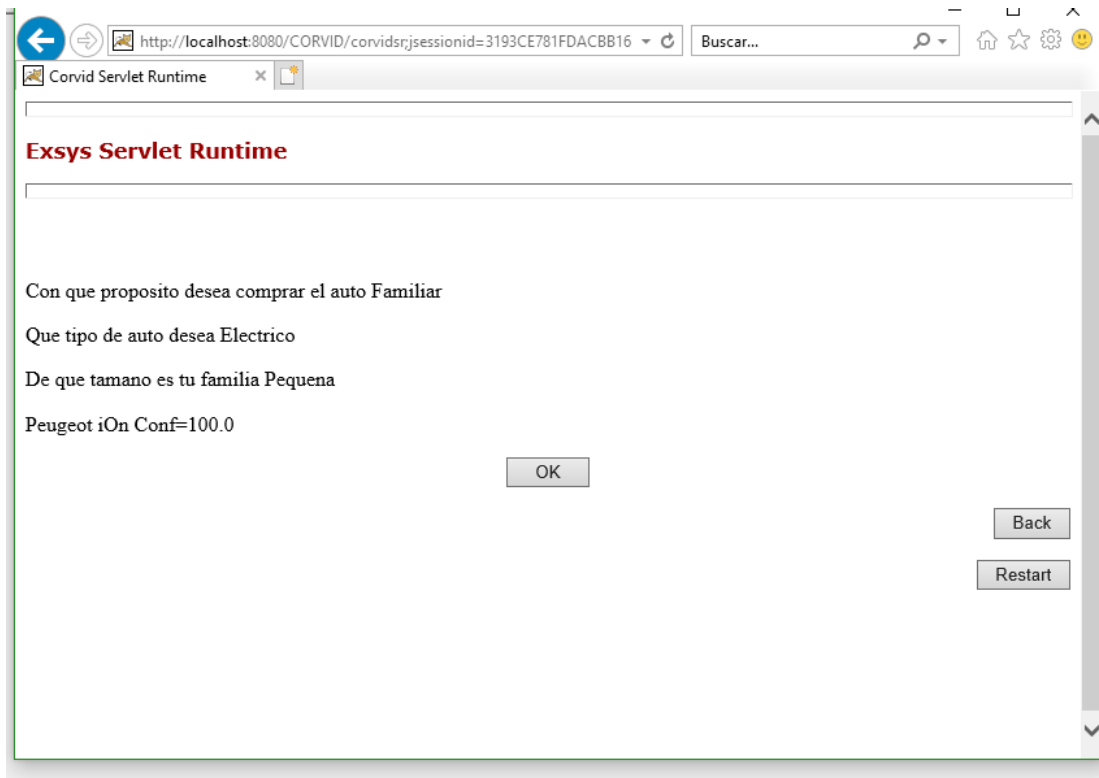 http://localhost:8080/CORVID/corvidsr;jsessionid=3193CE781FDACBB16
Buscar...
Corvid Servlet Runtime
Exsys Servlet Runtime
Con que proposito desea comprar el auto Familiar
Que tipo de auto desea Electrico
De que tamano es tu familia Pequena
Peugeot iOn Conf=100.0
OK
Back
Restart